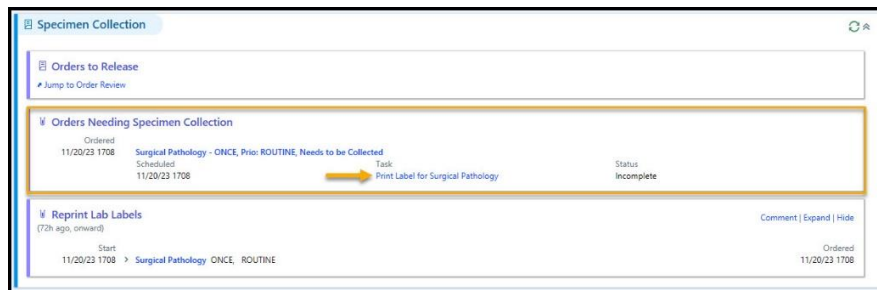 Specimen Collection
Orders to Release
Jump to Order Review
Orders Needing Specimen Collection
Ordered
11/20/23 1708 Surgical Pathology - ONCE, Prio: ROUTINE, Needs to be Collected
Scheduled Task Status
11/20/23 1708 Print Label for Surgical Pathology Incomplete
Reprint Lab Labels Comment | Expand | Hide
(72h ago, onward)
Start Ordered
11/20/23 1708 > Surgical Pathology ONCE, ROUTINE 11/20/23 1708